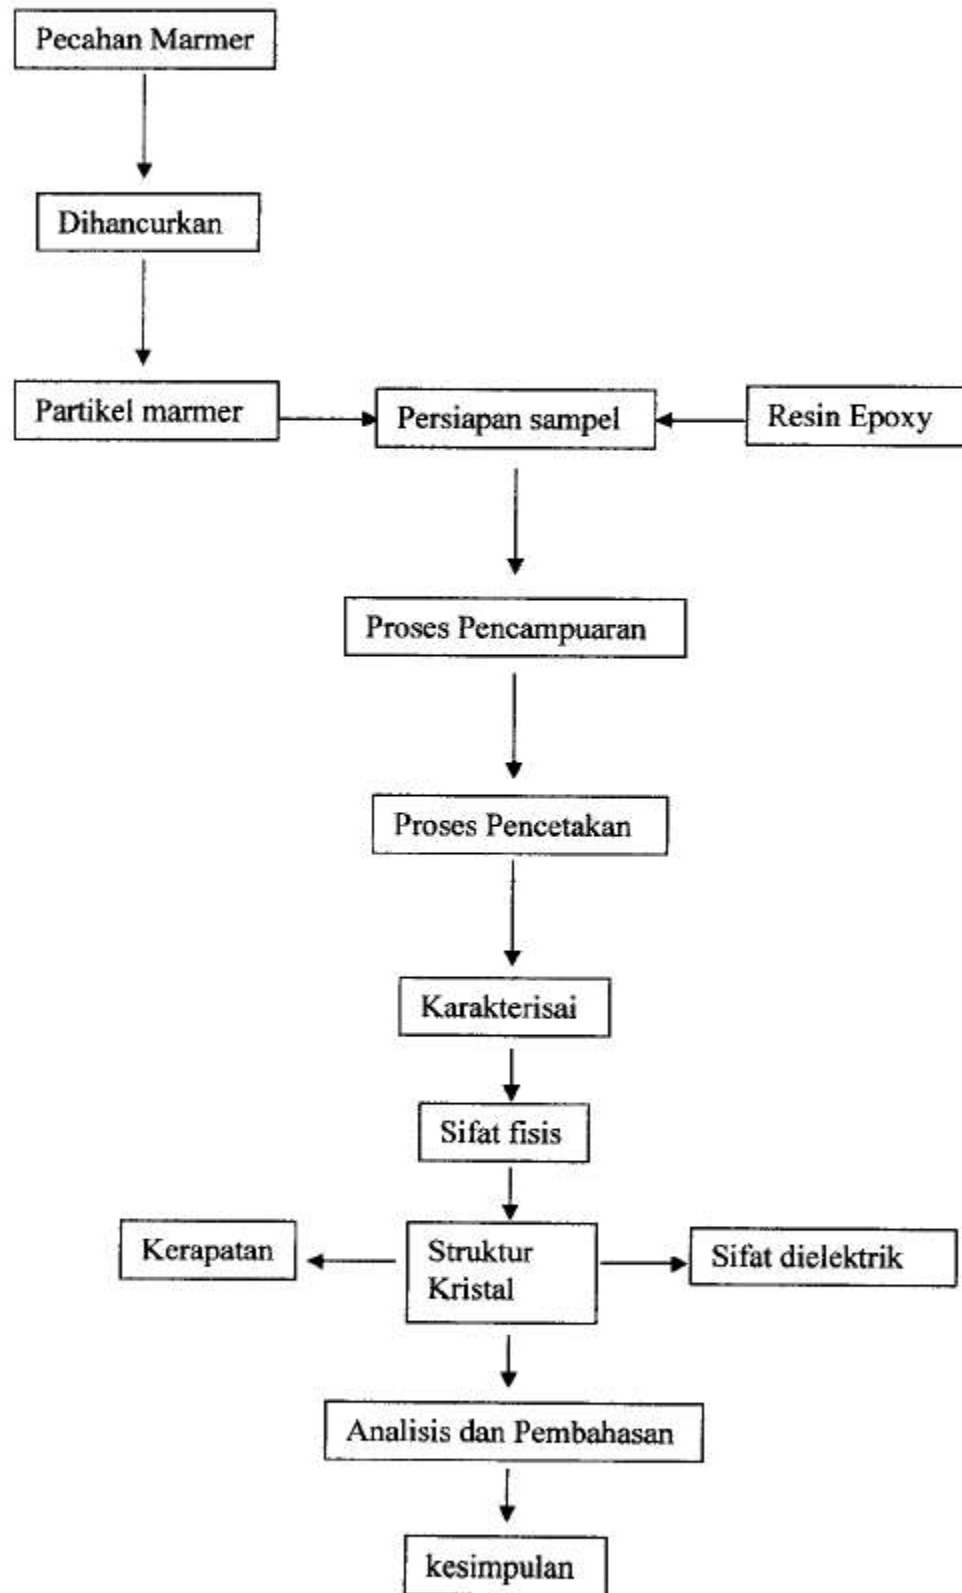 Pecahan Marmer
Dihancurkan
Partikel marmer
Persiapan sampel
Resin Epoxy
Proses Pencampuaran
Proses Pencetakan
Karakterisai
Sifat fisis
Kerapatan
Struktur
Kristal
Sifat dielektrik
Analisis dan Pembahasan
kesimpulan